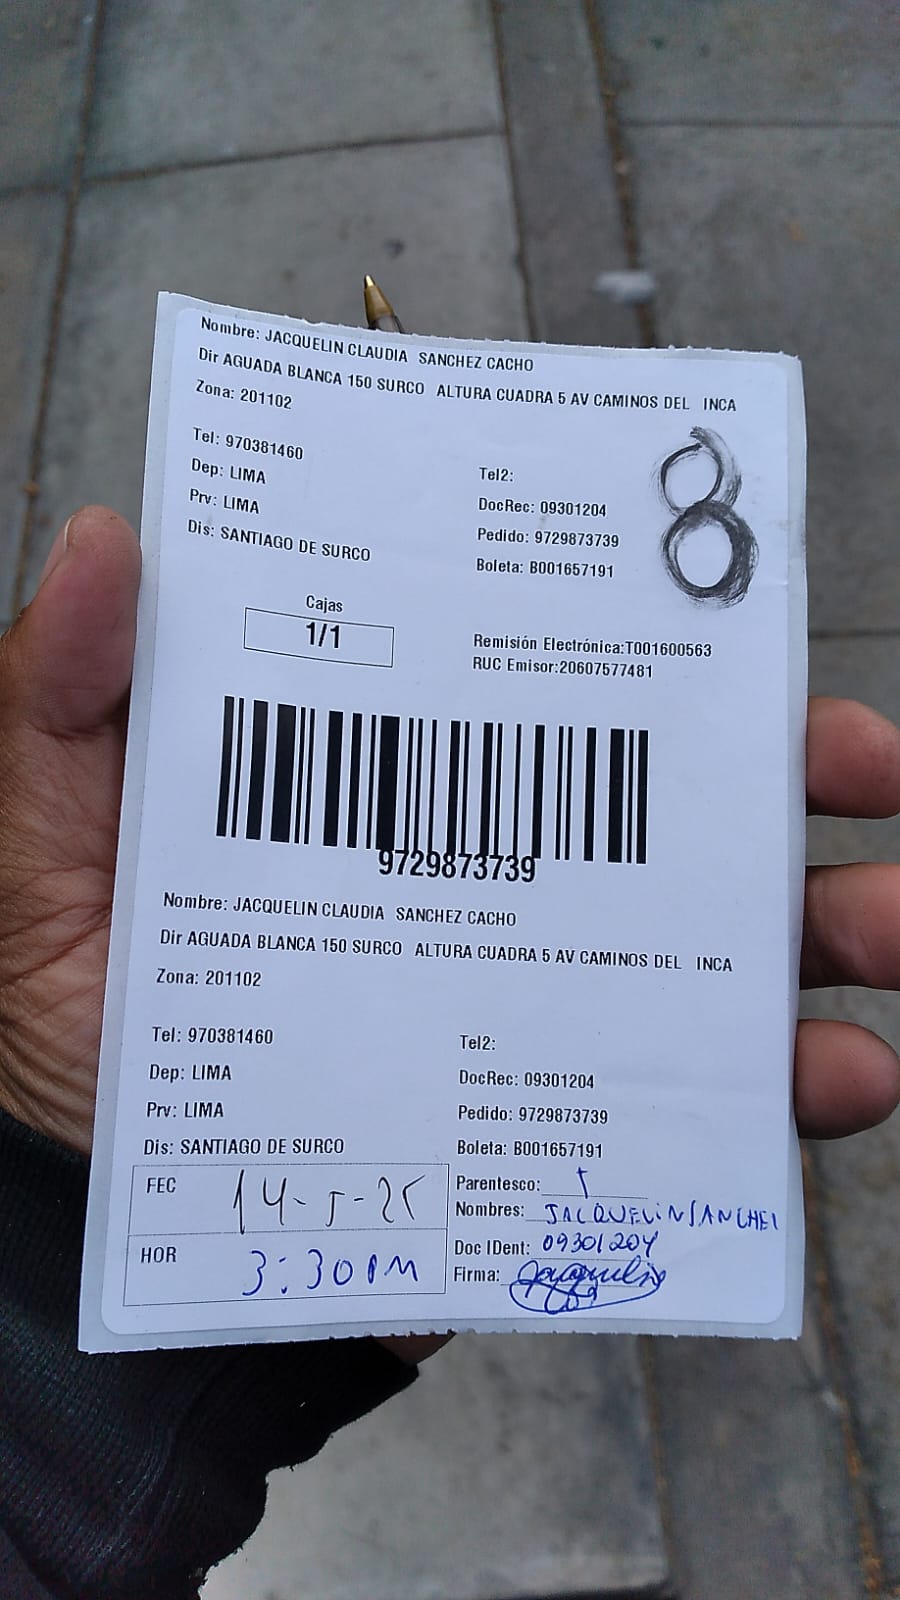 Nombre: JACQUELIN CLAUDIA SANCHEZ CACHO
Dir AGUADA BLANCA 150 SURCO ALTURA CUADRA 5 AV CAMINOS DEL INCA
Zona: 201102
8
Tel: 970381460
Tel2:
Dep: LIMA
DocRec: 09301204
Prv: LIMA
Pedido: 9729873739
Dis: SANTIAGO DE SURCO
Boleta: B001657191
Cajas
1/1
Remisión Electrónica:T001600563
RUC Emisor:20607577481
9729873739
Nombre: JACQUELIN CLAUDIA SANCHEZ CACHO
Dir AGUADA BLANCA 150 SURCO ALTURA CUADRA 5 AV CAMINOS DEL INCA
Zona: 201102
Tel: 970381460
Tel2:
Dep: LIMA
DocRec: 09301204
Prv: LIMA
Pedido: 9729873739
Dis: SANTIAGO DE SURCO
Boleta: B001657191
FEC 14-5-25
Parentesco:
Nombres: JACQUELIN SANCHEZ
HOR 3:30PM
Doc IDent: 09301204
Firma: